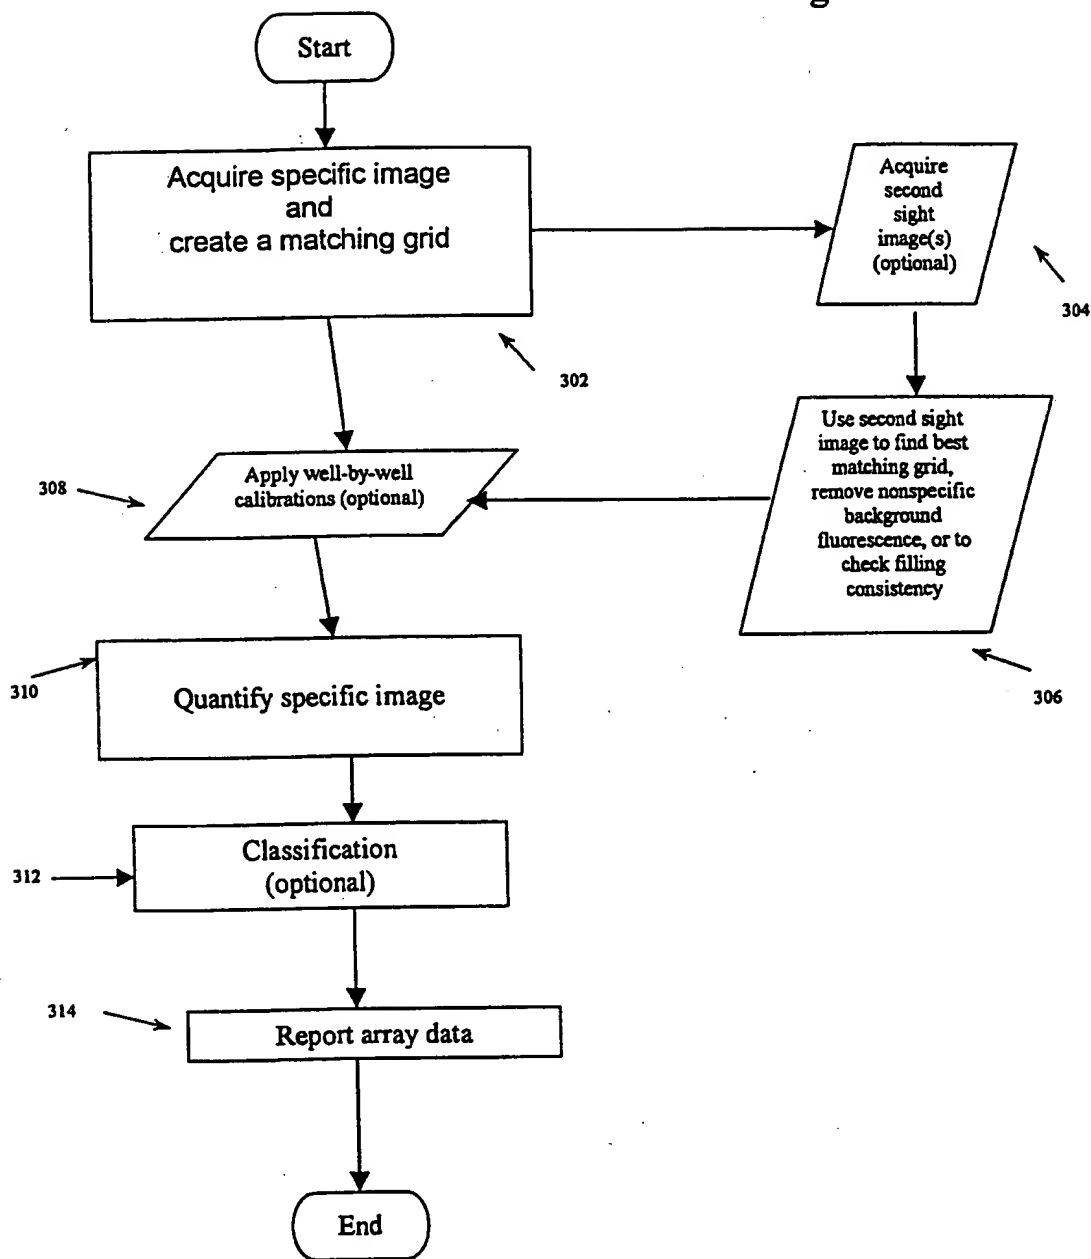 Start
Acquire specific image
and
create a matching grid
302
Acquire
second
sight
image(s)
(optional)
304
Use second sight
image to find best
matching grid,
remove nonspecific
background
fluorescence, or to
check filling
consistency
306
308
Apply well-by-well
calibrations (optional)
310
Quantify specific image
312
Classification
(optional)
314
Report array data
End